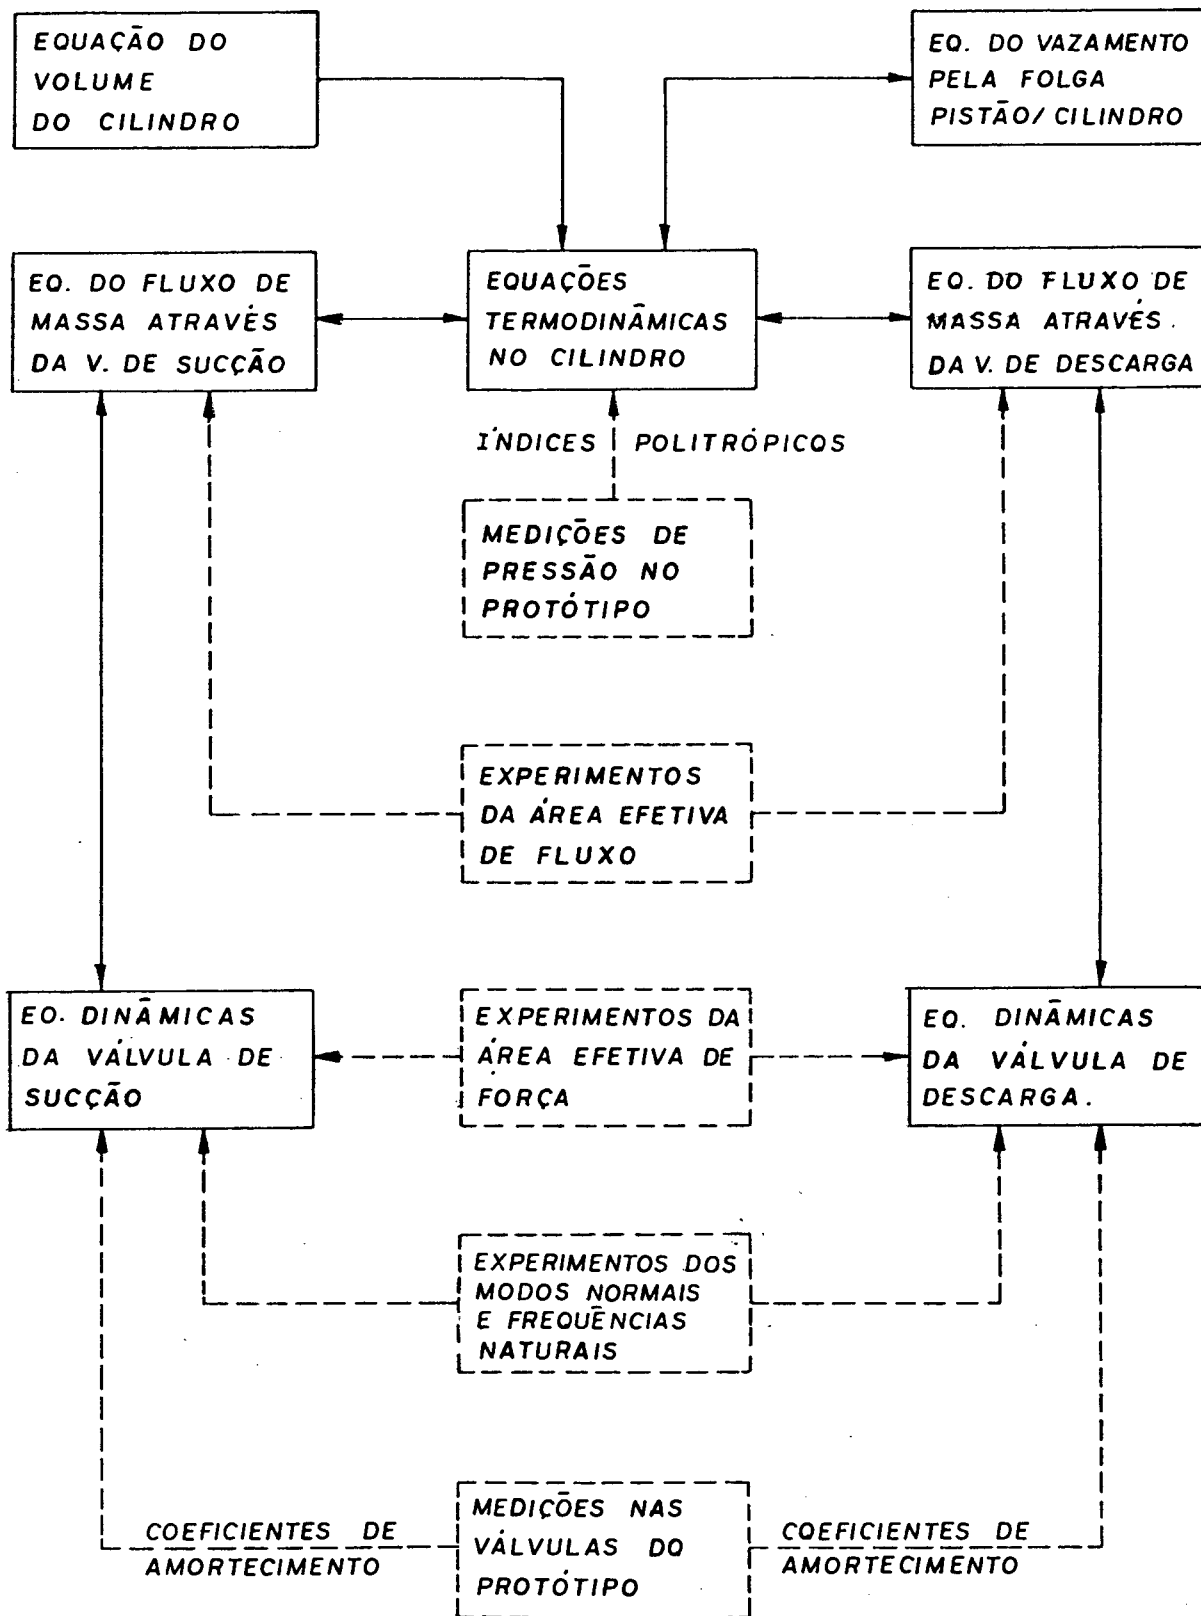 EQUAÇÃO DO
VOLUME
DO CILINDRO
EQ. DO VAZAMENTO
PELA FOLGA
PISTÃO/CILINDRO
EQ. DO FLUXO DE
MASSA ATRAVÉS
DA V. DE SUCÇÃO
EQUAÇÕES
TERMODINÂMICAS
NO CILINDRO
EQ. DO FLUXO DE
MASSA ATRAVÉS.
DA V. DE DESCARGA
ÍNDICES POLITRÓPICOS
MEDIÇÕES DE
PRESSÃO NO
PROTÓTIPO
EXPERIMENTOS
DA ÁREA EFETIVA
DE FLUXO
EQ. DINÂMICAS
DA VÁLVULA DE
SUCÇÃO
EXPERIMENTOS DA
ÁREA EFETIVA DE
FORÇA
EQ. DINÂMICAS
DA VÁLVULA DE
DESCARGA.
EXPERIMENTOS DOS
MODOS NORMAIS
E FREQUÊNCIAS
NATURAIS
COEFICIENTES DE
AMORTECIMENTO
MEDIÇÕES NAS
VÁLVULAS DO
PROTÓTIPO
COEFICIENTES DE
AMORTECIMENTO